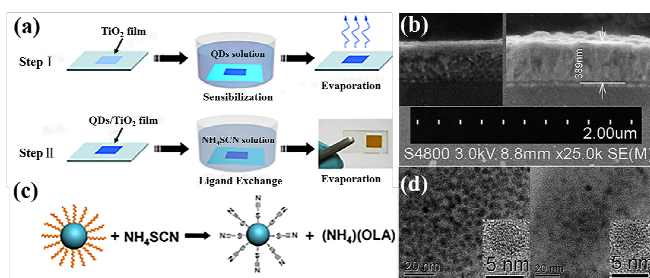 (a)
TiO2 film
QDs solution
Step I
Sensibilization
Evaporation
QDs/TiO2 film
NH4SCN solution
Step II
Ligand Exchange
Evaporation
(b)
389nm
2.00um
S4800 3.0kV 8.8mm x25.0k SE(M)
(c)
+ NH4SCN
N≡C-S
+ (NH4)(OLA)
(d)
20 nm
5 nm
20 nm
5 nm